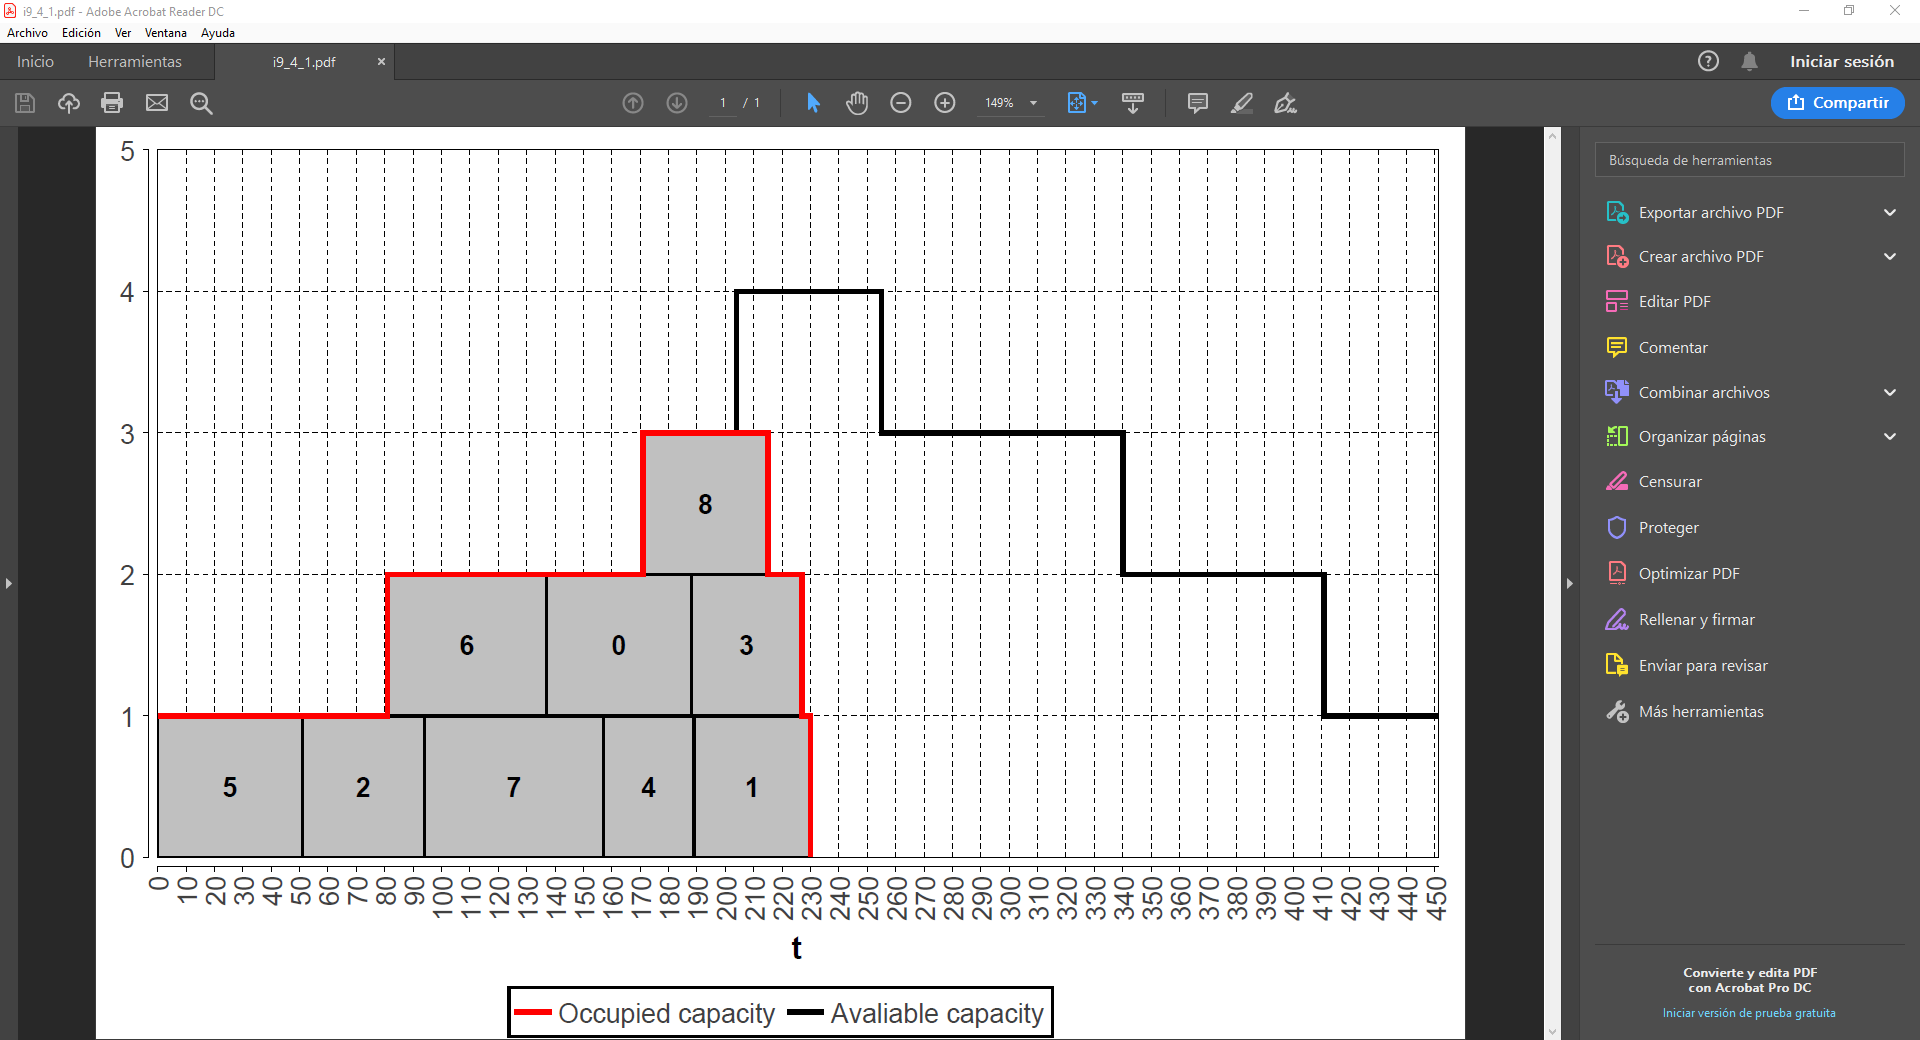 i9_4_1.pdf - Adobe Acrobat Reader DC
Archivo Edición Ver Ventana Ayuda
Inicio Herramientas i9_4_1.pdf × ? Iniciar sesión
1 / 1 149% Compartir
5
4
3
2
1
0
8
6 0 3
5 2 7 4 1
0 10 20 30 40 50 60 70 80 90 100 110 120 130 140 150 160 170 180 190 200 210 220 230 240 250 260 270 280 290 300 310 320 330 340 350 360 370 380 390 400 410 420 430 440 450
t
Occupied capacity Avaliable capacity
Búsqueda de herramientas
Exportar archivo PDF
Crear archivo PDF
Editar PDF
Comentar
Combinar archivos
Organizar páginas
Censurar
Proteger
Optimizar PDF
Rellenar y firmar
Enviar para revisar
Más herramientas
Convierte y edita PDF
con Acrobat Pro DC
Iniciar versión de prueba gratuita